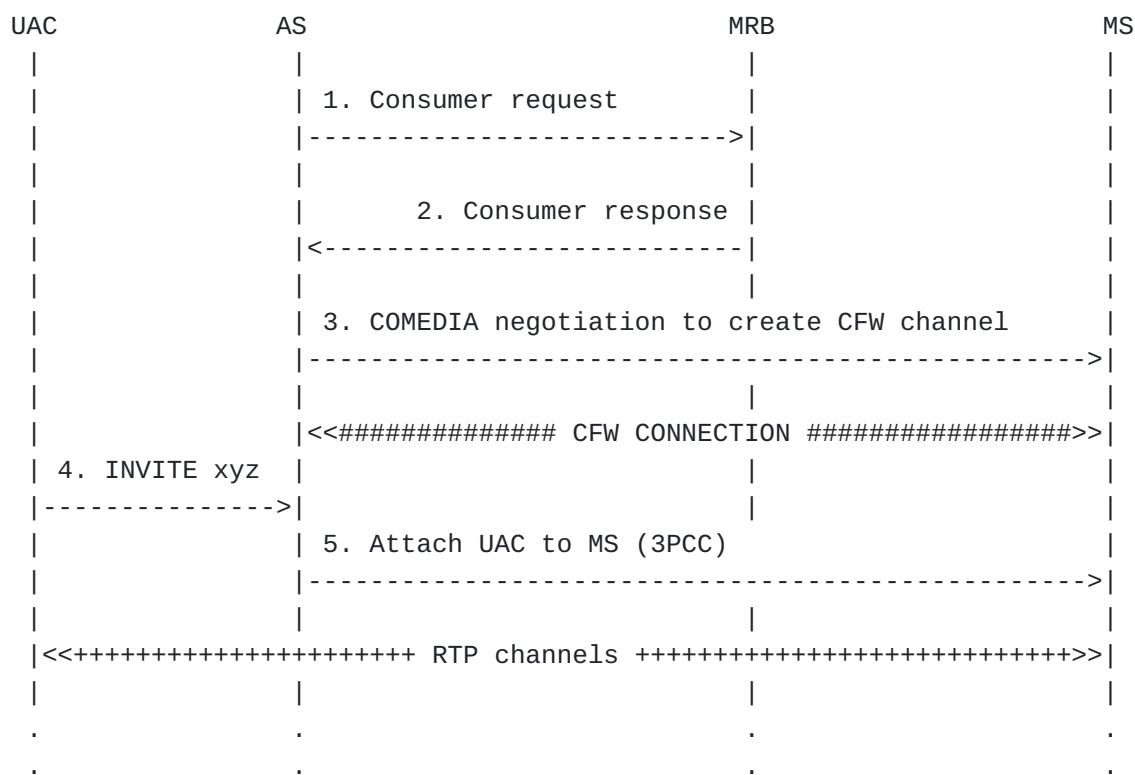 UAC AS MRB MS
1. Consumer request
2. Consumer response
3. COMEDIA negotiation to create CFW channel
<<############## CFW CONNECTION #################>>
4. INVITE xyz
5. Attach UAC to MS (3PCC)
<<++++++++++++++++++++++ RTP channels ++++++++++++++++++++++++++++>>